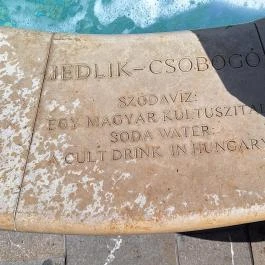 JEDLIK-CSOBOGÓ
SZÓDAVÍZ:
EGY MAGYAR KULTUSZITAL
SODA WATER:
A CULT DRINK IN HUNGARY